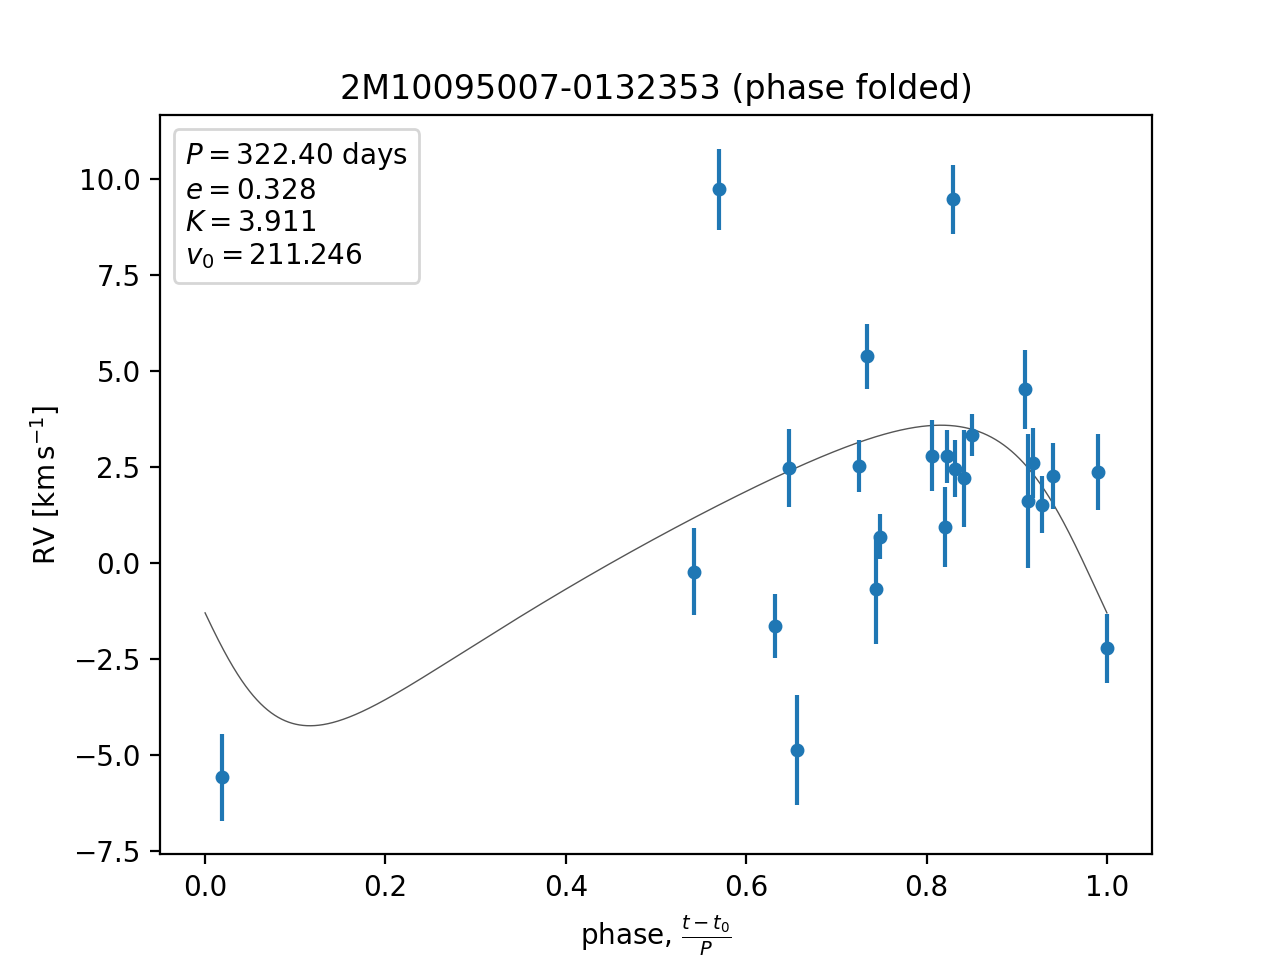 2M10095007-0132353 (phase folded)
P = 322.40 days
e = 0.328
K = 3.911
v₀ = 211.246
10.0
7.5
5.0
2.5
0.0
−2.5
−5.0
−7.5
RV [km s⁻¹]
0.0 0.2 0.4 0.6 0.8 1.0
phase, (t − t₀)/P